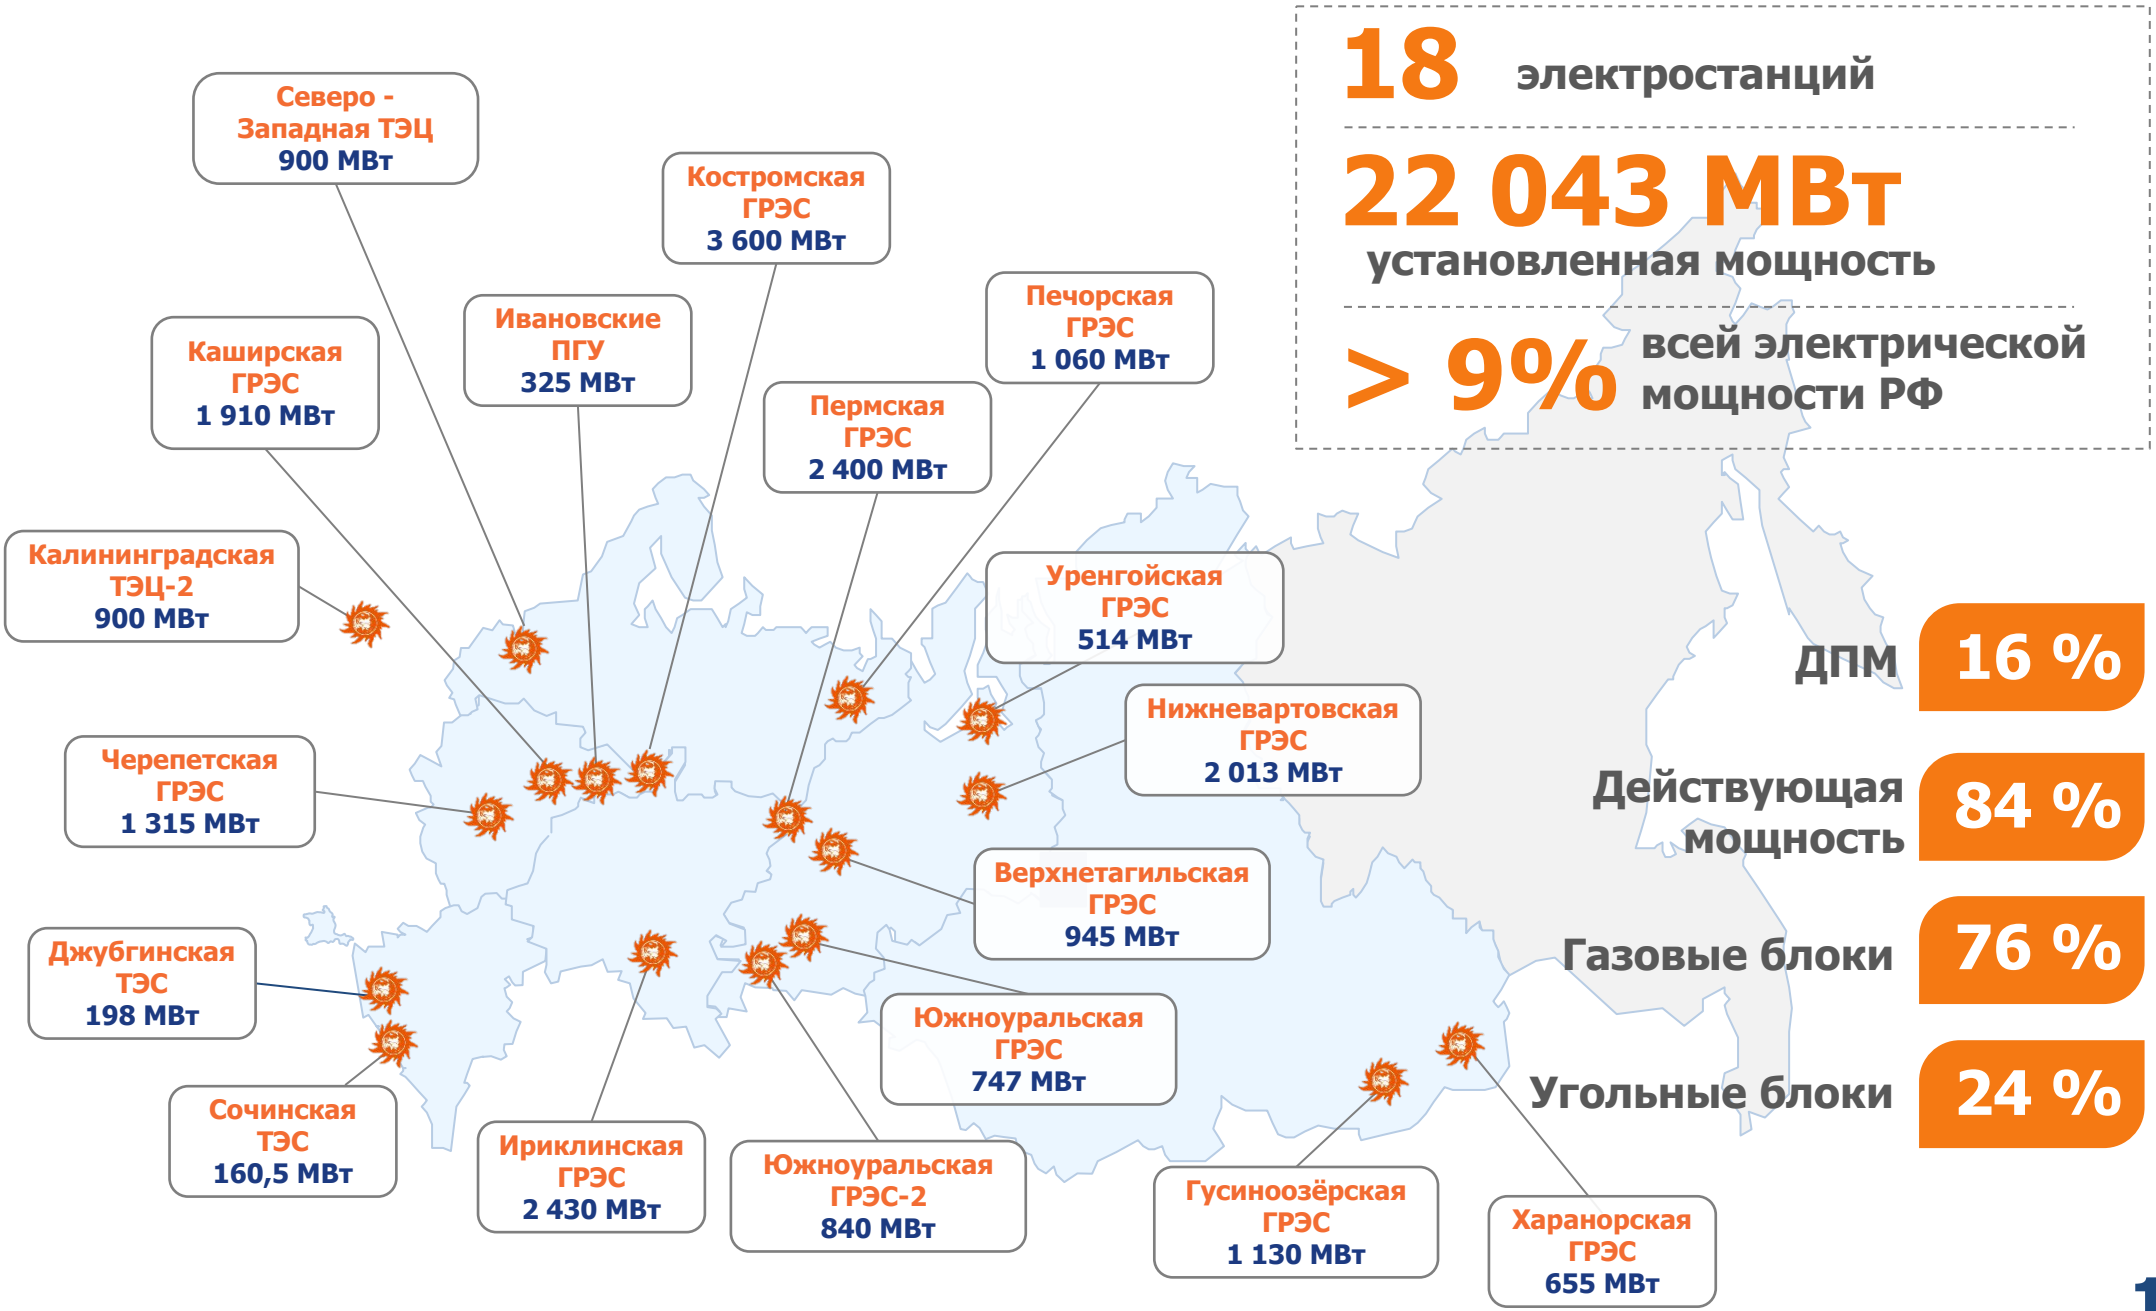 18 электростанций
22 043 МВт
установленная мощность
> 9% всей электрической
мощности РФ
Северо -
Западная ТЭЦ
900 МВт
Костромская
ГРЭС
3 600 МВт
Печорская
ГРЭС
1 060 МВт
Ивановские
ПГУ
325 МВт
Каширская
ГРЭС
1 910 МВт
Пермская
ГРЭС
2 400 МВт
Калининградская
ТЭЦ-2
900 МВт
Уренгойская
ГРЭС
514 МВт
Нижневартовская
ГРЭС
2 013 МВт
Черепетская
ГРЭС
1 315 МВт
Верхнетагильская
ГРЭС
945 МВт
Джубгинская
ТЭС
198 МВт
Южноуральская
ГРЭС
747 МВт
Сочинская
ТЭС
160,5 МВт
Ириклинская
ГРЭС
2 430 МВт
Южноуральская
ГРЭС-2
840 МВт
Гусиноозёрская
ГРЭС
1 130 МВт
Харанорская
ГРЭС
655 МВт
ДПМ 16 %
Действующая
мощность 84 %
Газовые блоки 76 %
Угольные блоки 24 %